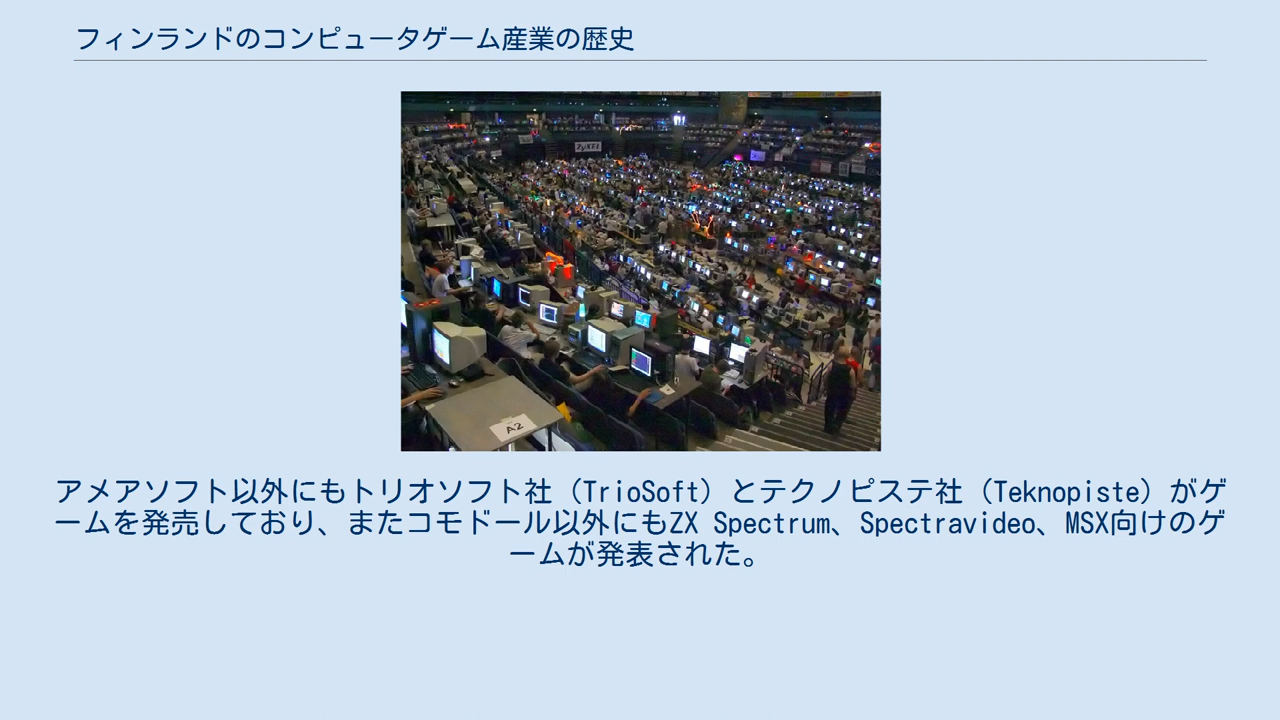 フィンランドのコンピュータゲーム産業の歴史
ZyXEL
A2
アメアソフト以外にもトリオソフト社（TrioSoft）とテクノピステ社（Teknopiste）がゲ
ームを発売しており、またコモドール以外にもZX Spectrum、Spectravideo、MSX向けのゲ
ームが発表された。